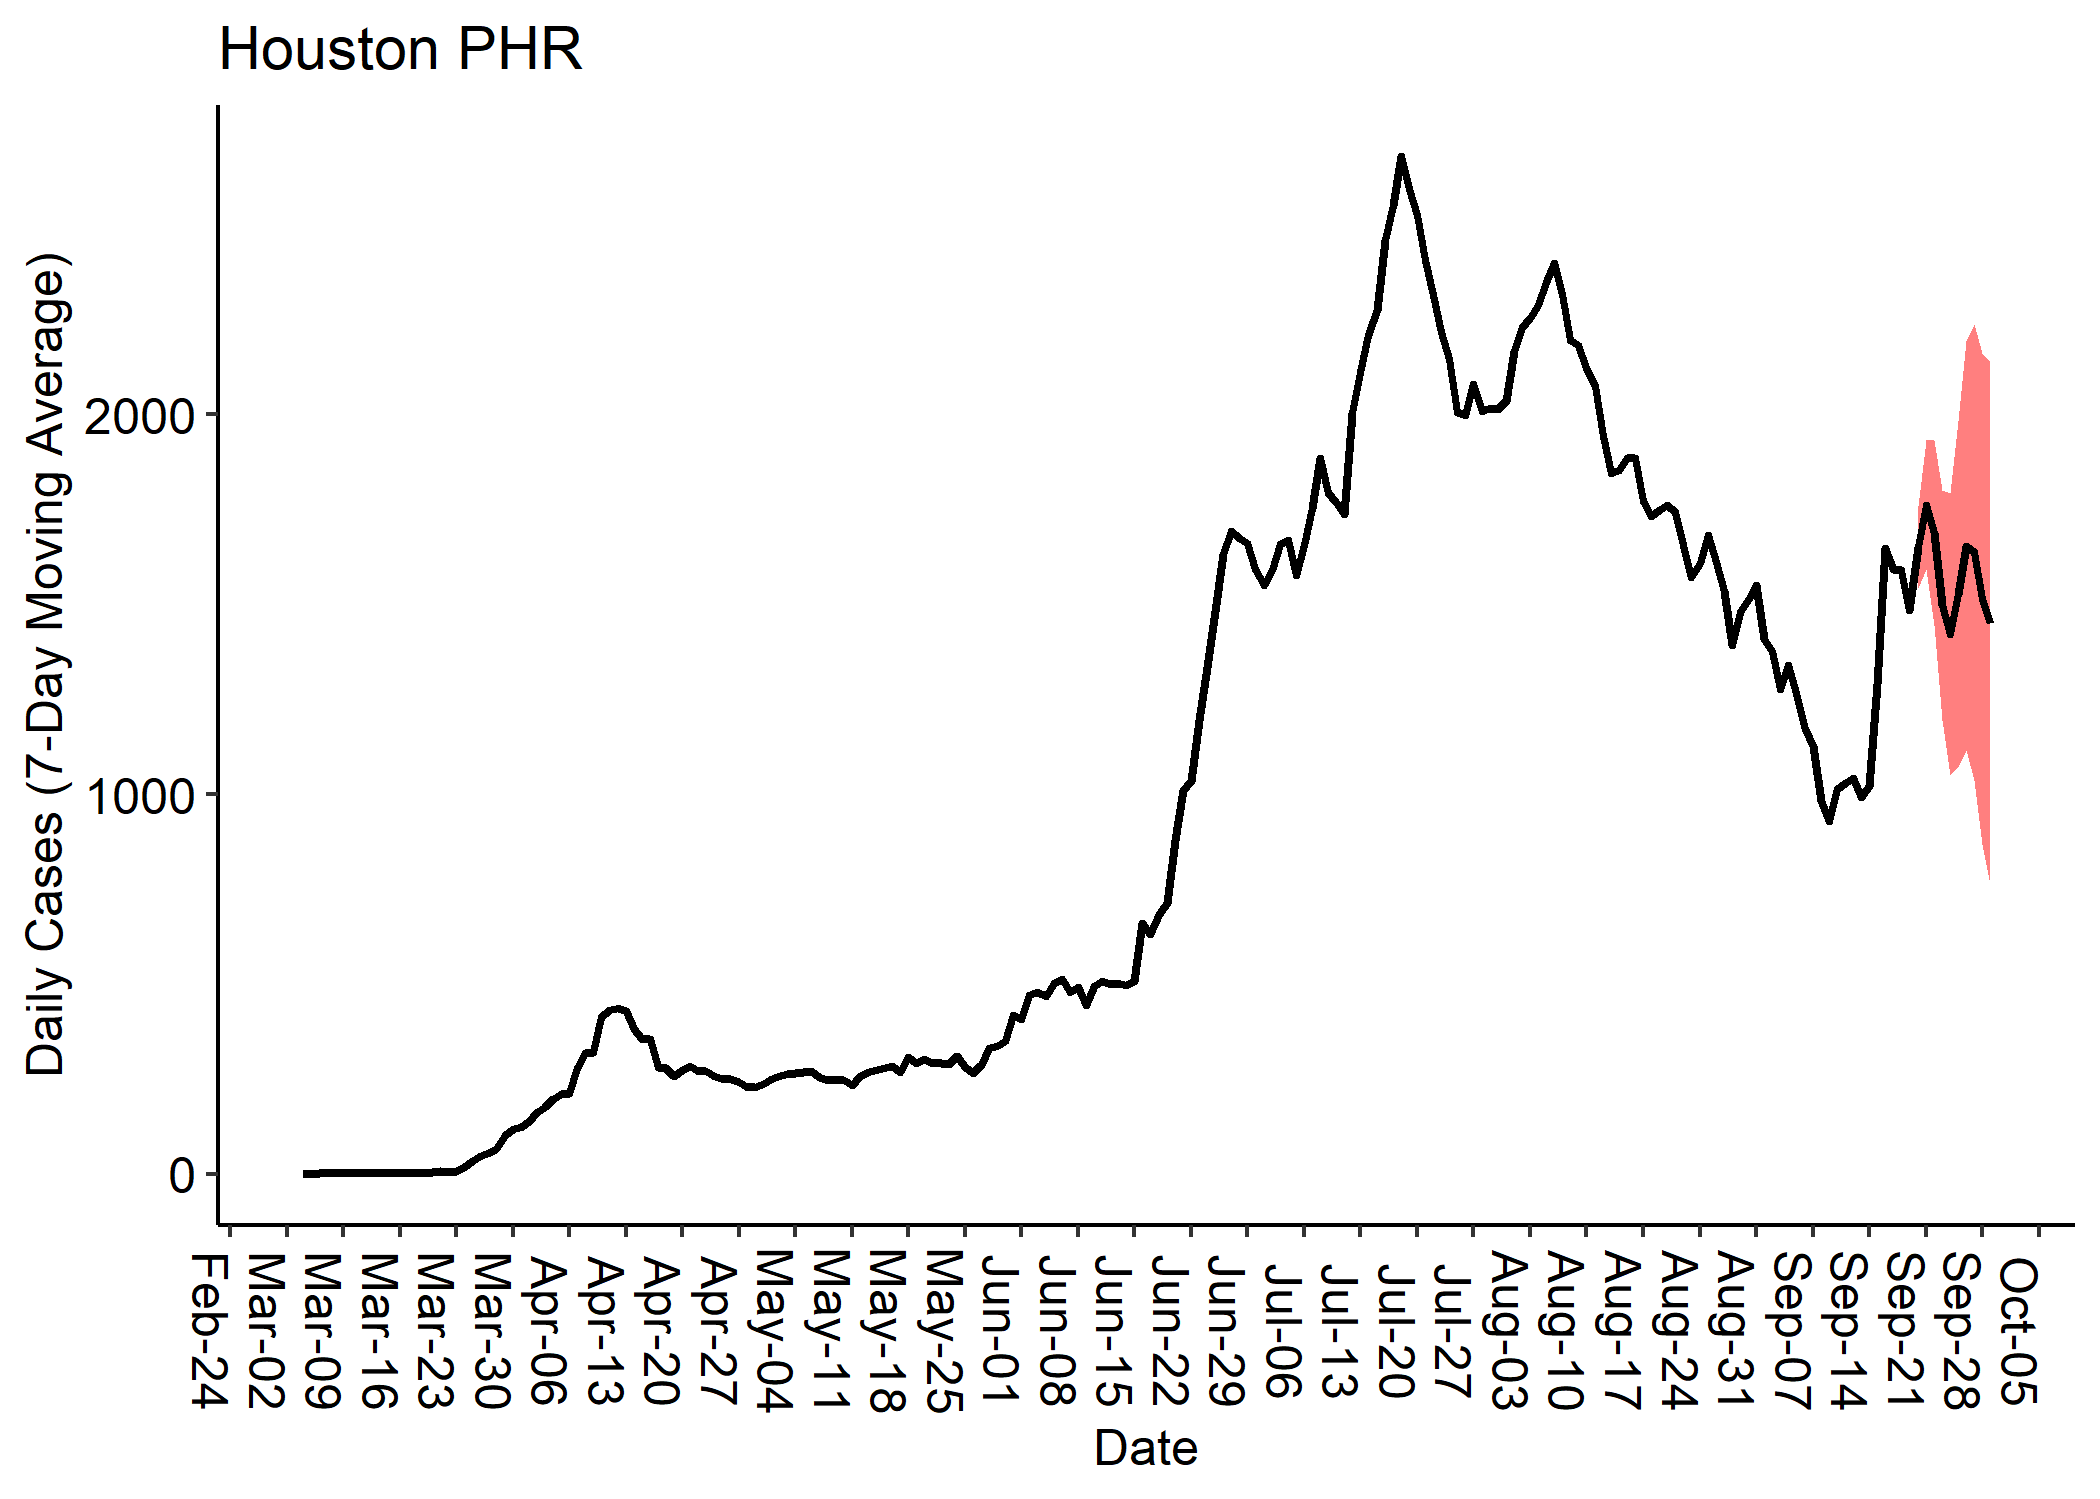 Houston PHR
Daily Cases (7-Day Moving Average)
2000
1000
0
Feb-24
Mar-02
Mar-09
Mar-16
Mar-23
Mar-30
Apr-06
Apr-13
Apr-20
Apr-27
May-04
May-11
May-18
May-25
Jun-01
Jun-08
Jun-15
Jun-22
Jun-29
Jul-06
Jul-13
Jul-20
Jul-27
Aug-03
Aug-10
Aug-17
Aug-24
Aug-31
Sep-07
Sep-14
Sep-21
Sep-28
Oct-05
Date